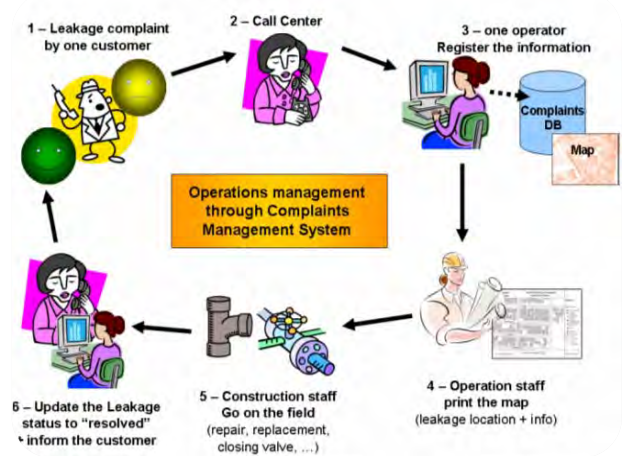 1 – Leakage complaint
by one customer
2 – Call Center
3 – one operator
Register the information
Complaints
DB
Map
Operations management
through Complaints
Management System
4 – Operation staff
print the map
(leakage location + info)
5 – Construction staff
Go on the field
(repair, replacement,
closing valve, …)
6 – Update the Leakage
status to “resolved”
inform the customer